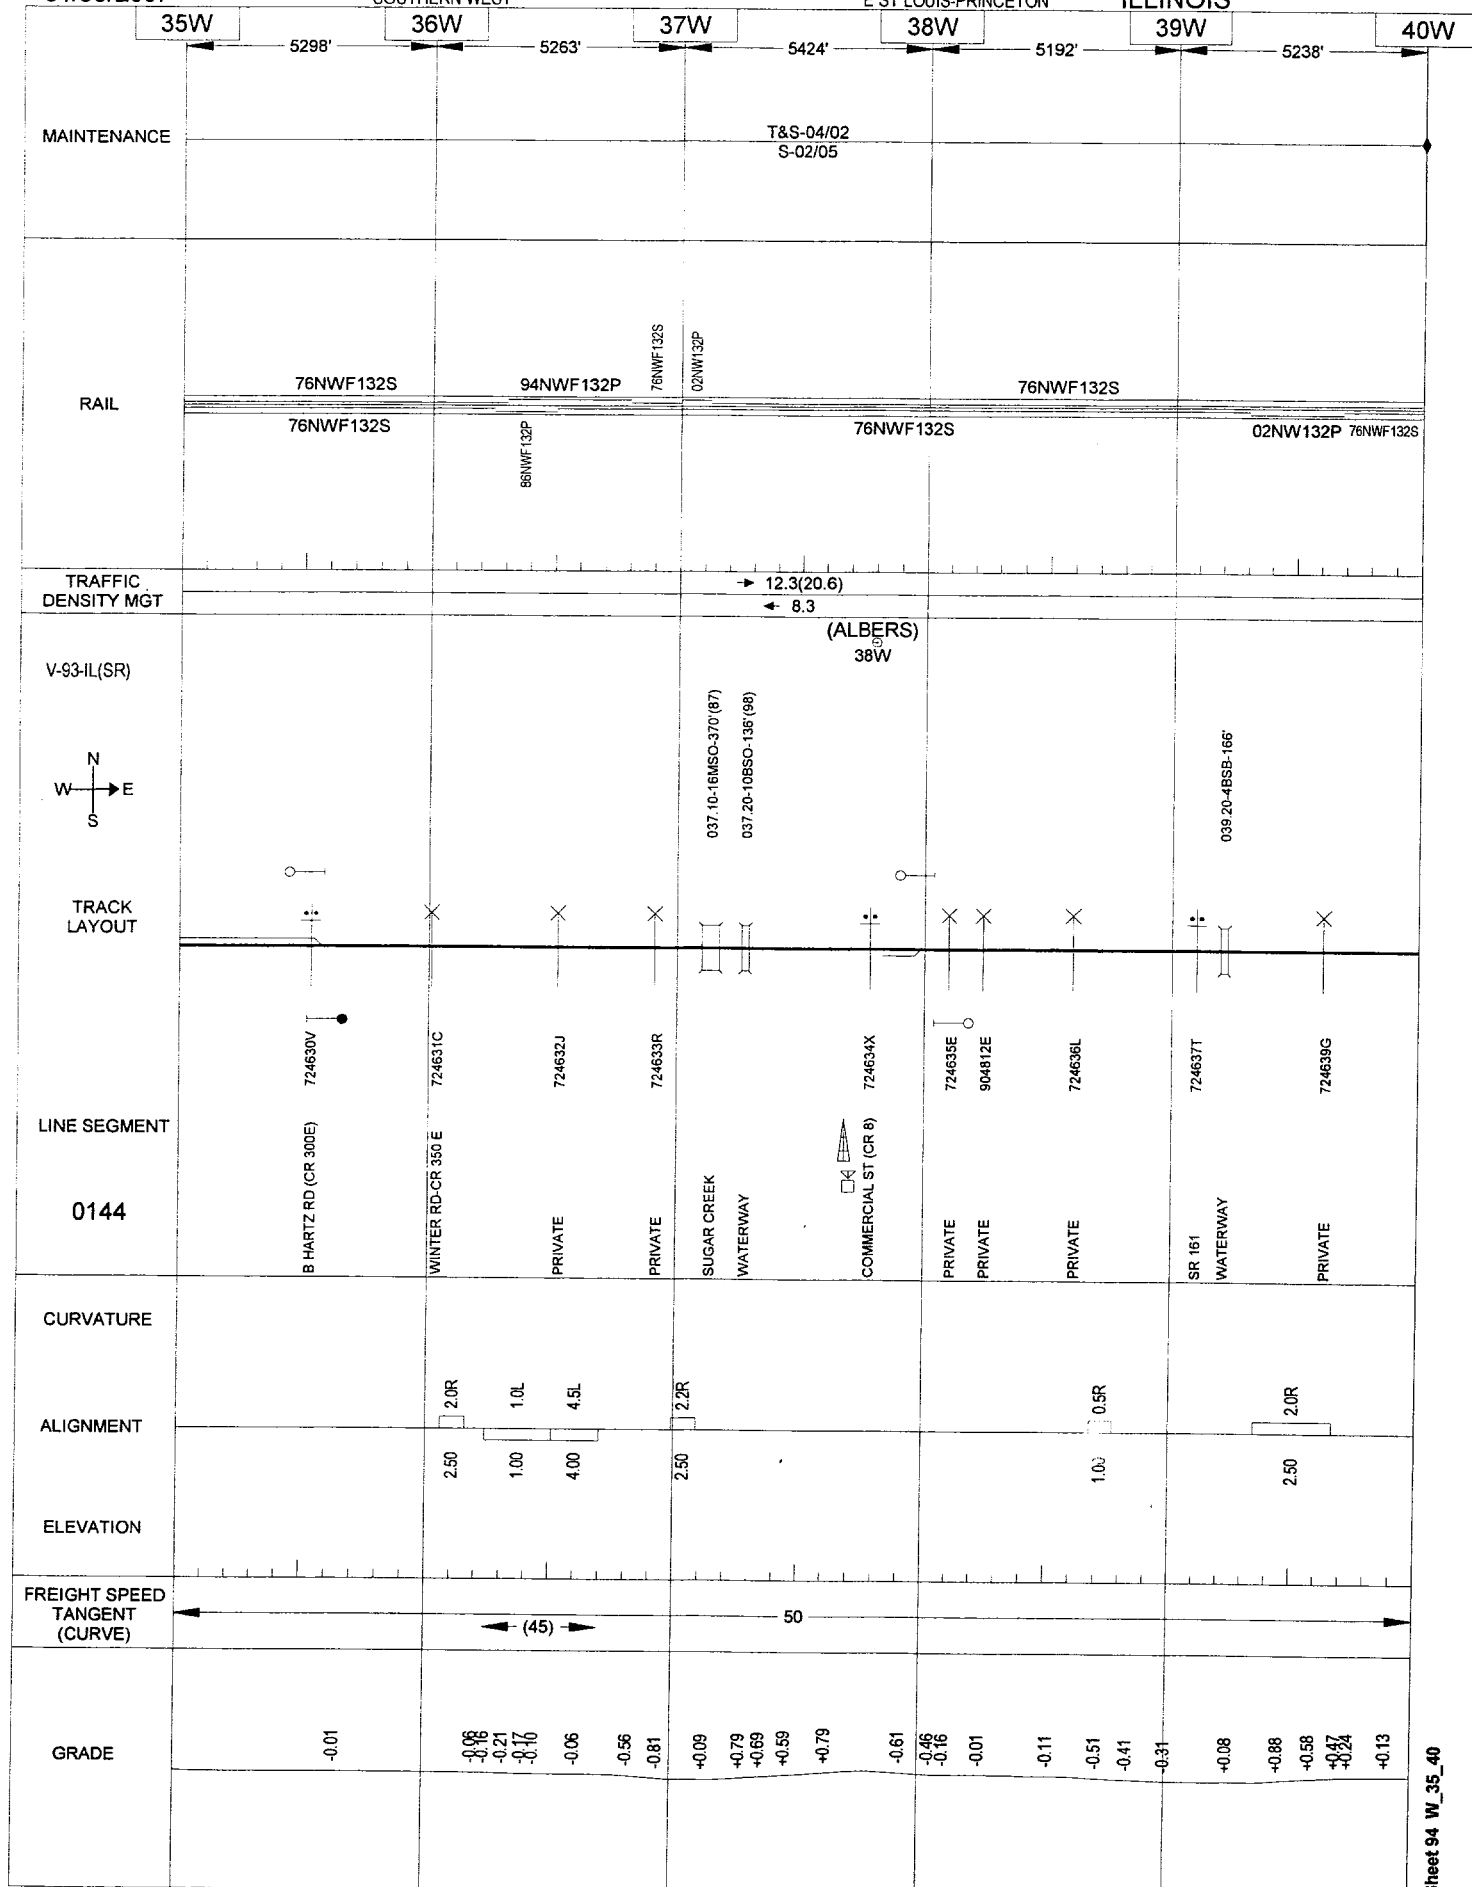 ILLINOIS
35W 36W 37W 38W 39W 40W
5298' 5263' 5424' 5192' 5238'
MAINTENANCE
T&S-04/02
S-02/05
RAIL
76NWF132S 94NWF132P 76NWF132S 02NW132P 76NWF132S
76NWF132S 86NWF132P 76NWF132S 02NW132P 76NWF132S
TRAFFIC
DENSITY MGT
12.3(20.6)
8.3
(ALBERS)
38W
V-93-IL(SR)
N
W E
S
037.10-16MSO-370'(87)
037.20-10BSO-136'(98)
039.20-4BSB-166'
TRACK
LAYOUT
724630V
724631C
724632J
724633R
724634X
724635E
904812E
724636L
724637T
724639G
LINE SEGMENT
0144
B HARTZ RD (CR 300E)
WINTER RD-CR 350 E
PRIVATE
PRIVATE
SUGAR CREEK
WATERWAY
COMMERCIAL ST (CR 8)
PRIVATE
PRIVATE
PRIVATE
SR 161
WATERWAY
PRIVATE
CURVATURE
2.0R 1.0L 4.5L 2.2R 0.5R 2.0R
ALIGNMENT
2.50 1.00 4.00 2.50 1.00 2.50
ELEVATION
FREIGHT SPEED
TANGENT
(CURVE)
(45) 50
GRADE
-0.01
-0.06
-0.16
-0.21
-0.17
-0.10
-0.06
-0.56
-0.81
+0.09
+0.79
+0.69
+0.59
+0.79
-0.61
-0.46
-0.16
-0.01
-0.11
-0.51
-0.41
-0.31
+0.08
+0.88
+0.58
+0.47
+0.24
+0.13
94 W_35_40